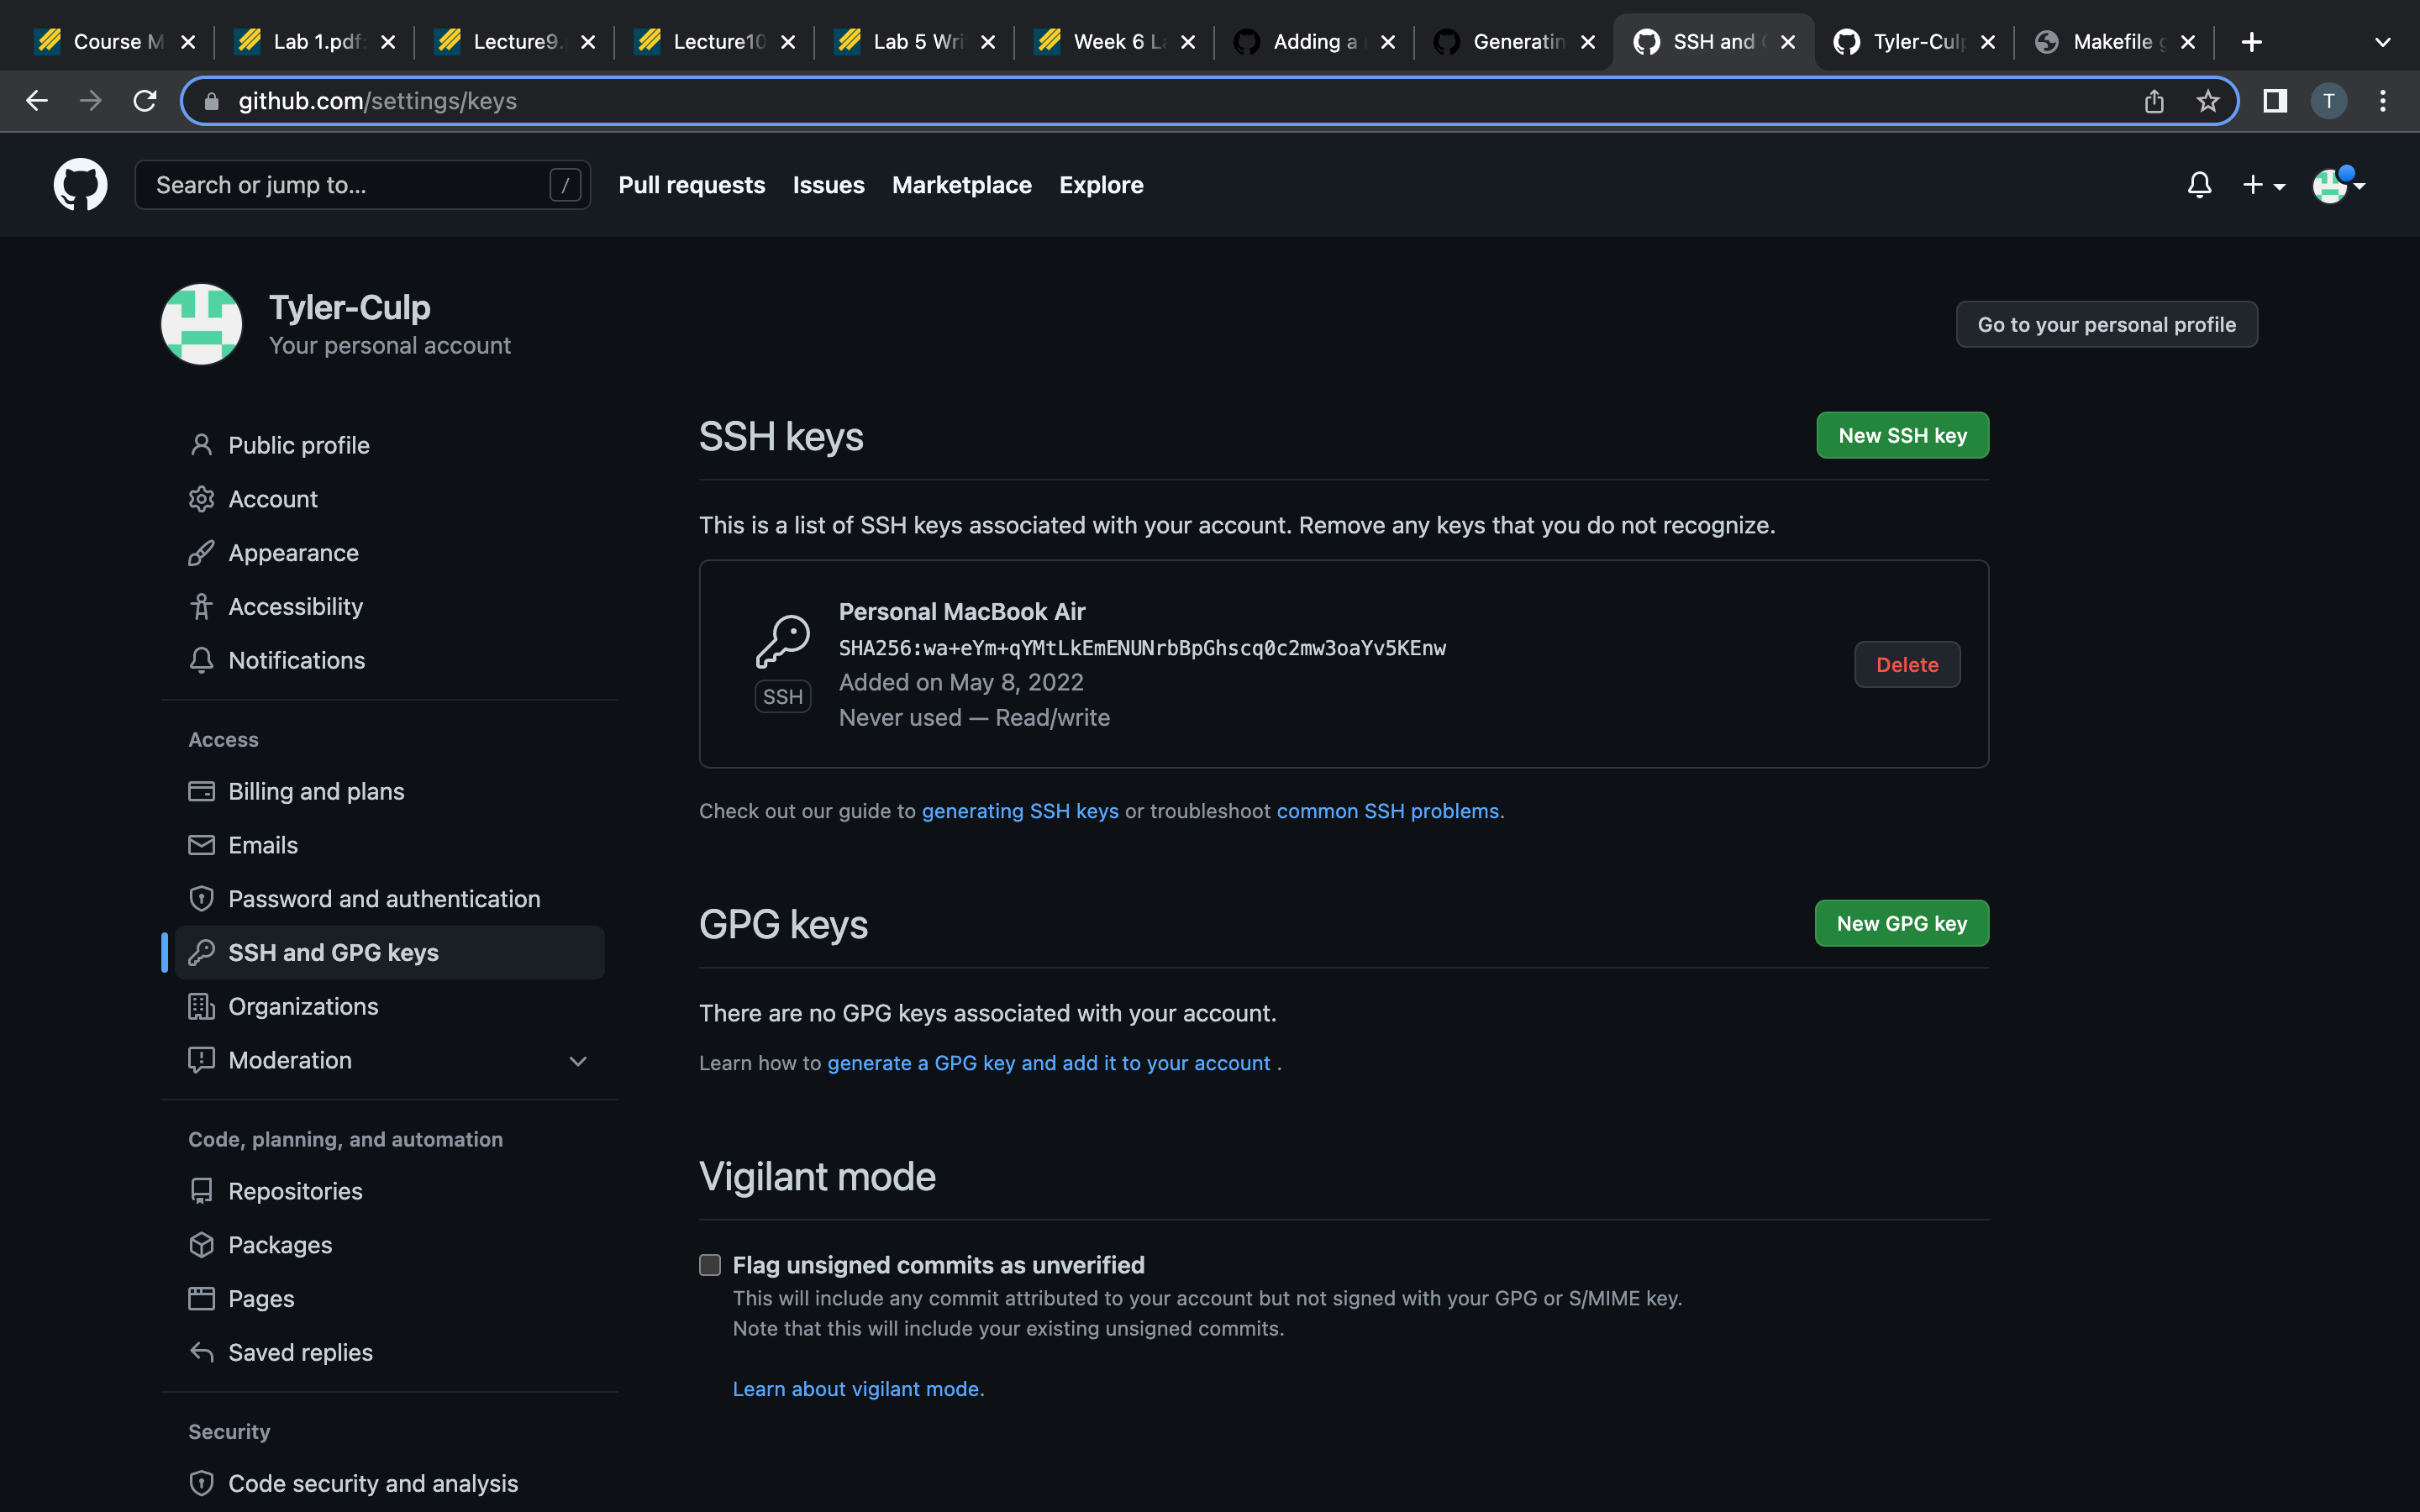 Course M
Lab 1.pdf
Lecture9.
Lecture10
Lab 5 Wri
Week 6 La
Adding a
Generatin
SSH and
Tyler-Culp
Makefile
github.com/settings/keys
T
Search or jump to...
/
Pull requests
Issues
Marketplace
Explore
Tyler-Culp
Your personal account
Go to your personal profile
Public profile
Account
Appearance
Accessibility
Notifications
Access
Billing and plans
Emails
Password and authentication
SSH and GPG keys
Organizations
Moderation
Code, planning, and automation
Repositories
Packages
Pages
Saved replies
Security
Code security and analysis
SSH keys
New SSH key
This is a list of SSH keys associated with your account. Remove any keys that you do not recognize.
SSH
Personal MacBook Air
SHA256:wa+eYm+qYMtLkEmENUNrbBpGhscq0c2mw3oaYv5KEnw
Added on May 8, 2022
Never used — Read/write
Delete
Check out our guide to generating SSH keys or troubleshoot common SSH problems.
GPG keys
New GPG key
There are no GPG keys associated with your account.
Learn how to generate a GPG key and add it to your account .
Vigilant mode
Flag unsigned commits as unverified
This will include any commit attributed to your account but not signed with your GPG or S/MIME key.
Note that this will include your existing unsigned commits.
Learn about vigilant mode.